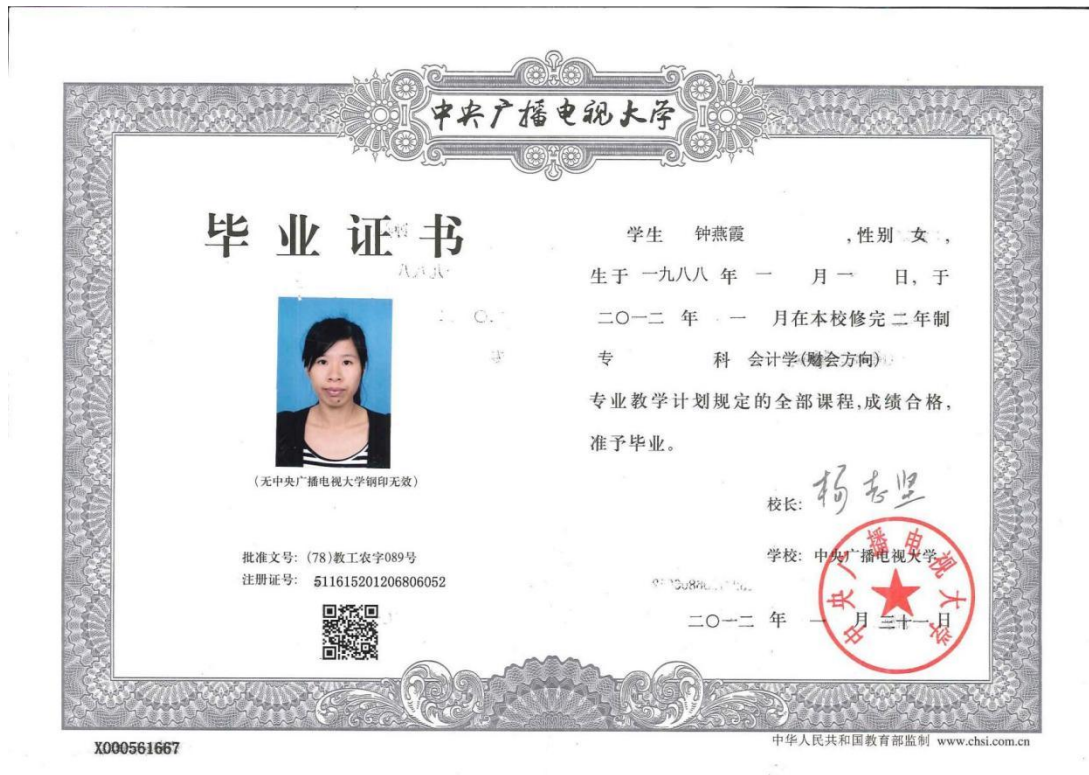 中央广播电视大学
毕业证书
(无中央广播电视大学钢印无效)
批准文号: (78)教工农字089号
注册证号: 511615201206806052
学生 钟燕霞 ,性别 女 ,
生于 一九八八 年 一 月 一 日, 于
二〇一二 年 一 月在本校修完 二 年制
专 科 会计学(财会方向)
专业教学计划规定的全部课程,成绩合格,
准予毕业。
校长: 杨志坚
学校: 中央广播电视大学
二〇一二 年 一 月 三十一 日
中央广播电视大学
X000561667
中华人民共和国教育部监制 www.chsi.com.cn